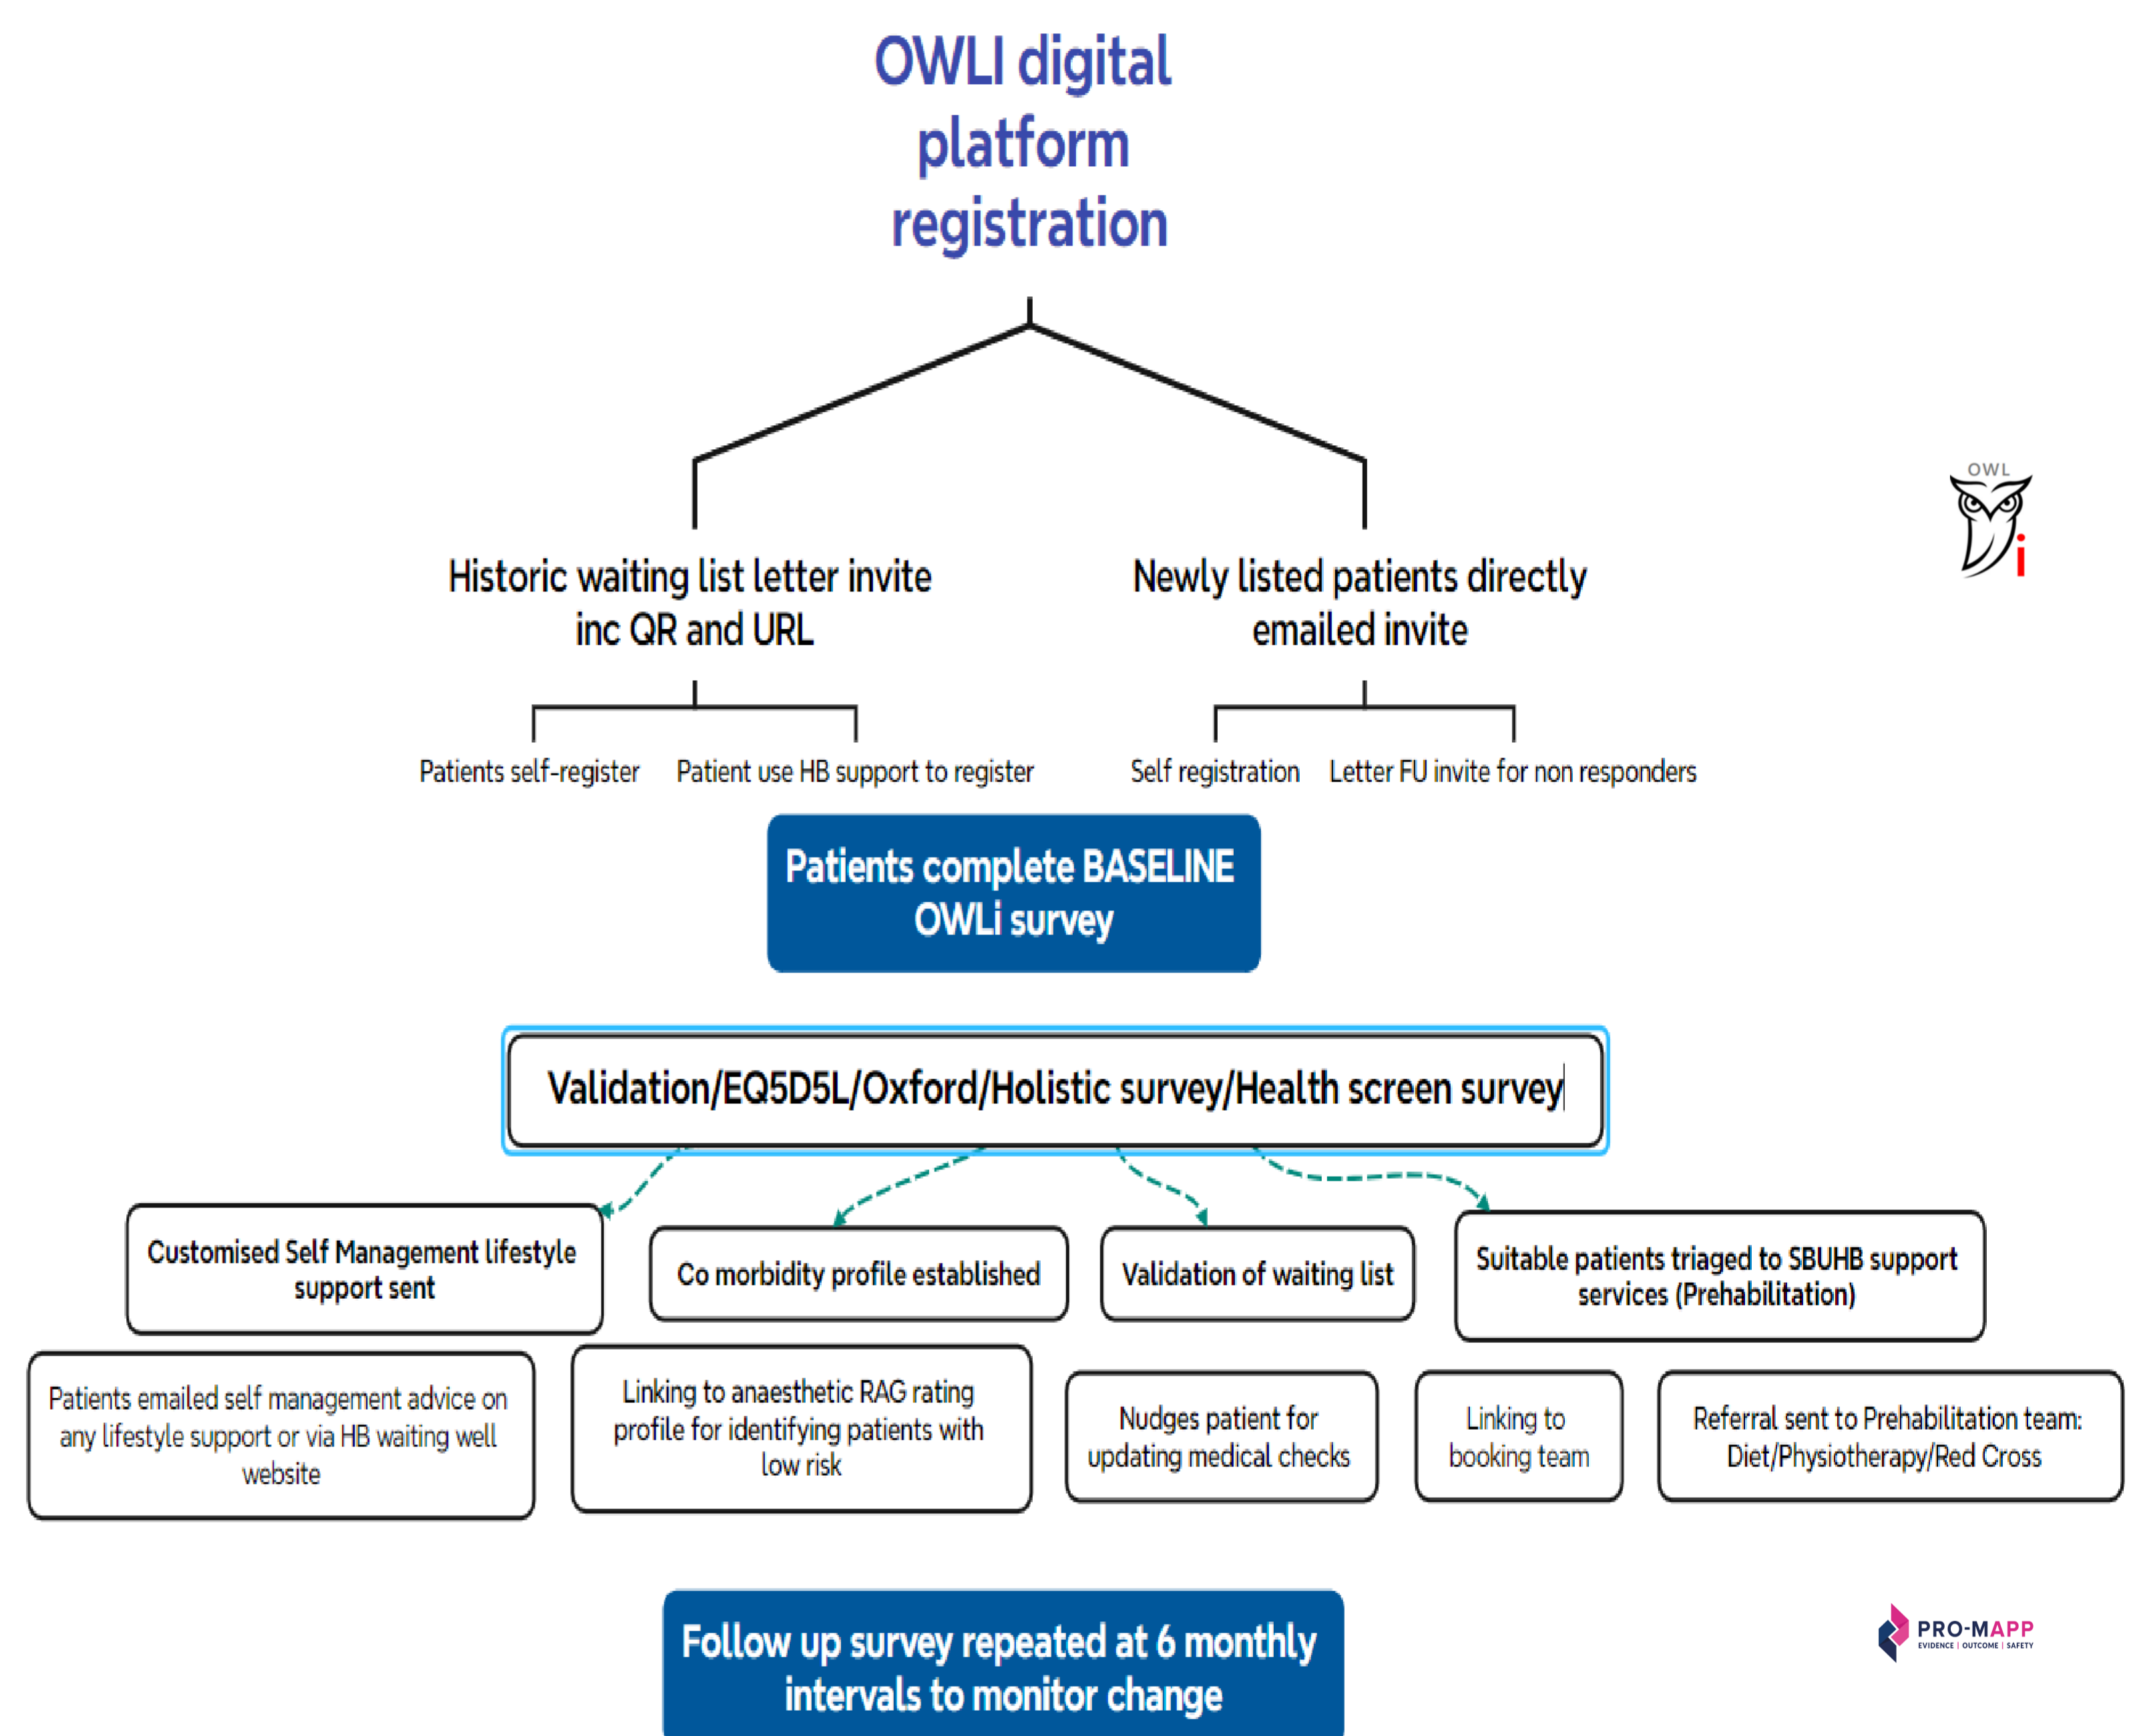 OWLI digital
platform
registration
OWL
i
Historic waiting list letter invite
inc QR and URL
Newly listed patients directly
emailed invite
Patients self-register
Patient use HB support to register
Self registration
Letter FU invite for non responders
Patients complete BASELINE
OWLi survey
Validation/EQ5D5L/Oxford/Holistic survey/Health screen survey
Customised Self Management lifestyle
support sent
Co morbidity profile established
Validation of waiting list
Suitable patients triaged to SBUHB support
services (Prehabilitation)
Patients emailed self management advice on
any lifestyle support or via HB waiting well
website
Linking to anaesthetic RAG rating
profile for identifying patients with
low risk
Nudges patient for
updating medical checks
Linking to
booking team
Referral sent to Prehabilitation team:
Diet/Physiotherapy/Red Cross
Follow up survey repeated at 6 monthly
intervals to monitor change
PRO-MAPP
EVIDENCE | OUTCOME | SAFETY